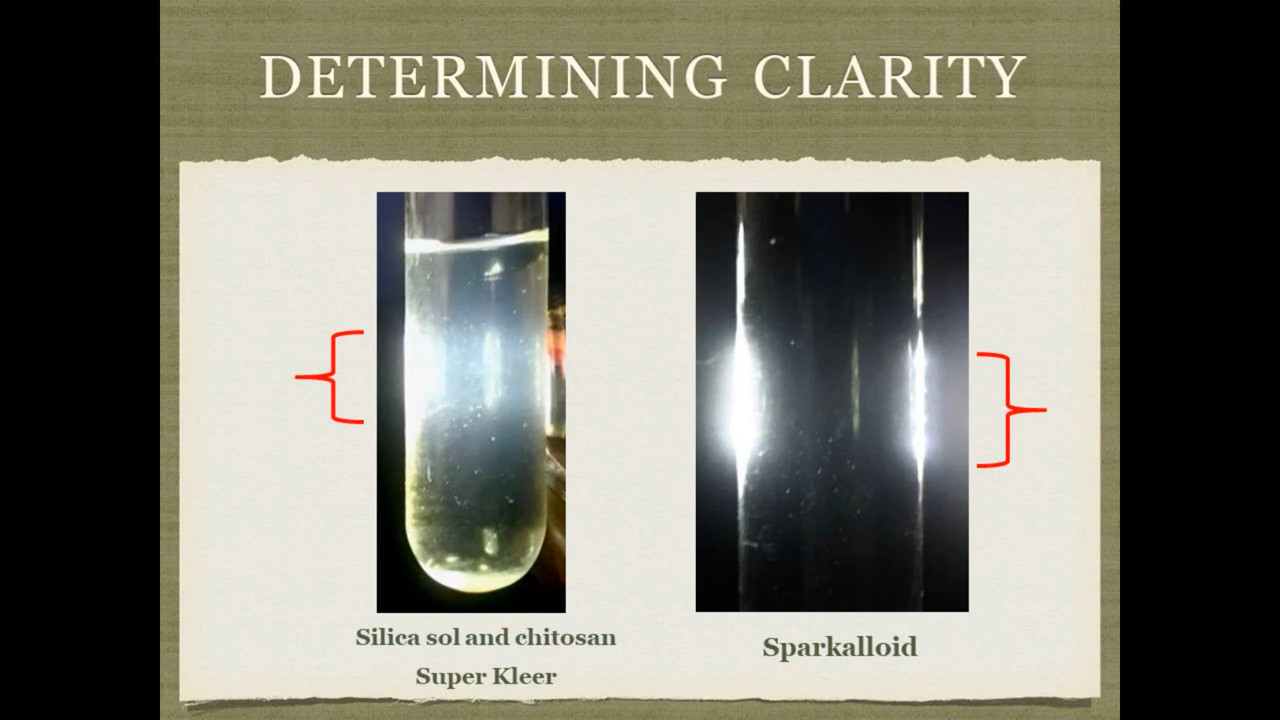 DETERMINING CLARITY
Silica sol and chitosan
Super Kleer
Sparkalloid